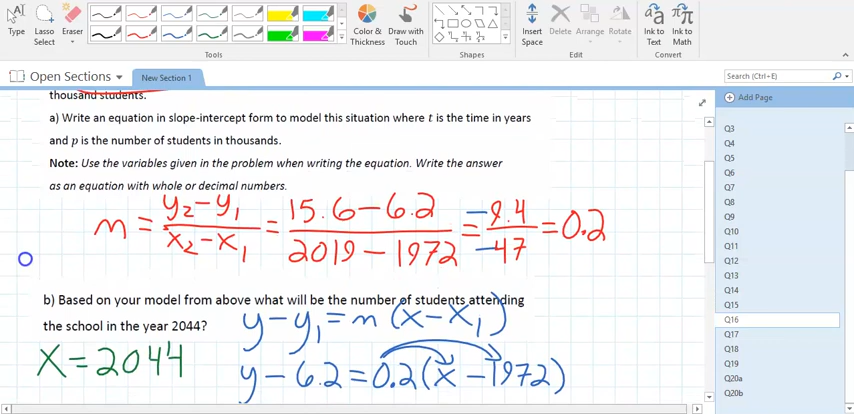 Type
Lasso Select
Eraser
Color & Thickness
Draw with Touch
Insert Space
Delete
Arrange
Rotate
Ink to Text
Ink to Math
Tools
Shapes
Edit
Convert
Open Sections
New Section 1
Search (Ctrl+E)
Add Page
thousand students.
a) Write an equation in slope-intercept form to model this situation where t is the time in years
and p is the number of students in thousands.
Note: Use the variables given in the problem when writing the equation. Write the answer
as an equation with whole or decimal numbers.
m = (y₂ − y₁)/(x₂ − x₁) = (15.6 − 6.2)/(2019 − 1972) = −9.4/−47 = 0.2
b) Based on your model from above what will be the number of students attending
the school in the year 2044?
y − y₁ = m (x − x₁)
x = 2044
y − 6.2 = 0.2(x − 1972)
Q3
Q4
Q5
Q6
Q7
Q8
Q9
Q10
Q11
Q12
Q13
Q14
Q15
Q16
Q17
Q18
Q19
Q20a
Q20b